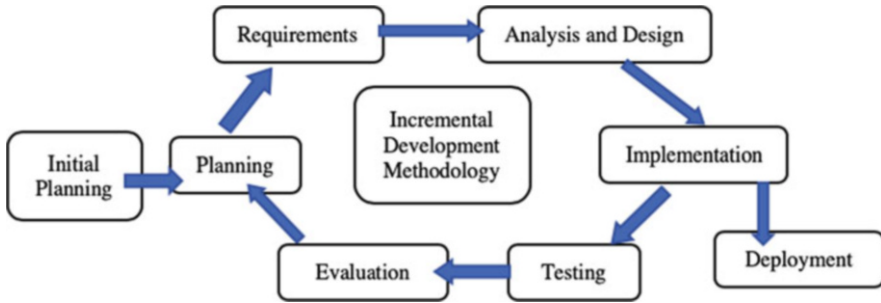 Requirements
Analysis and Design
Incremental
Development
Methodology
Initial
Planning
Planning
Implementation
Evaluation
Testing
Deployment